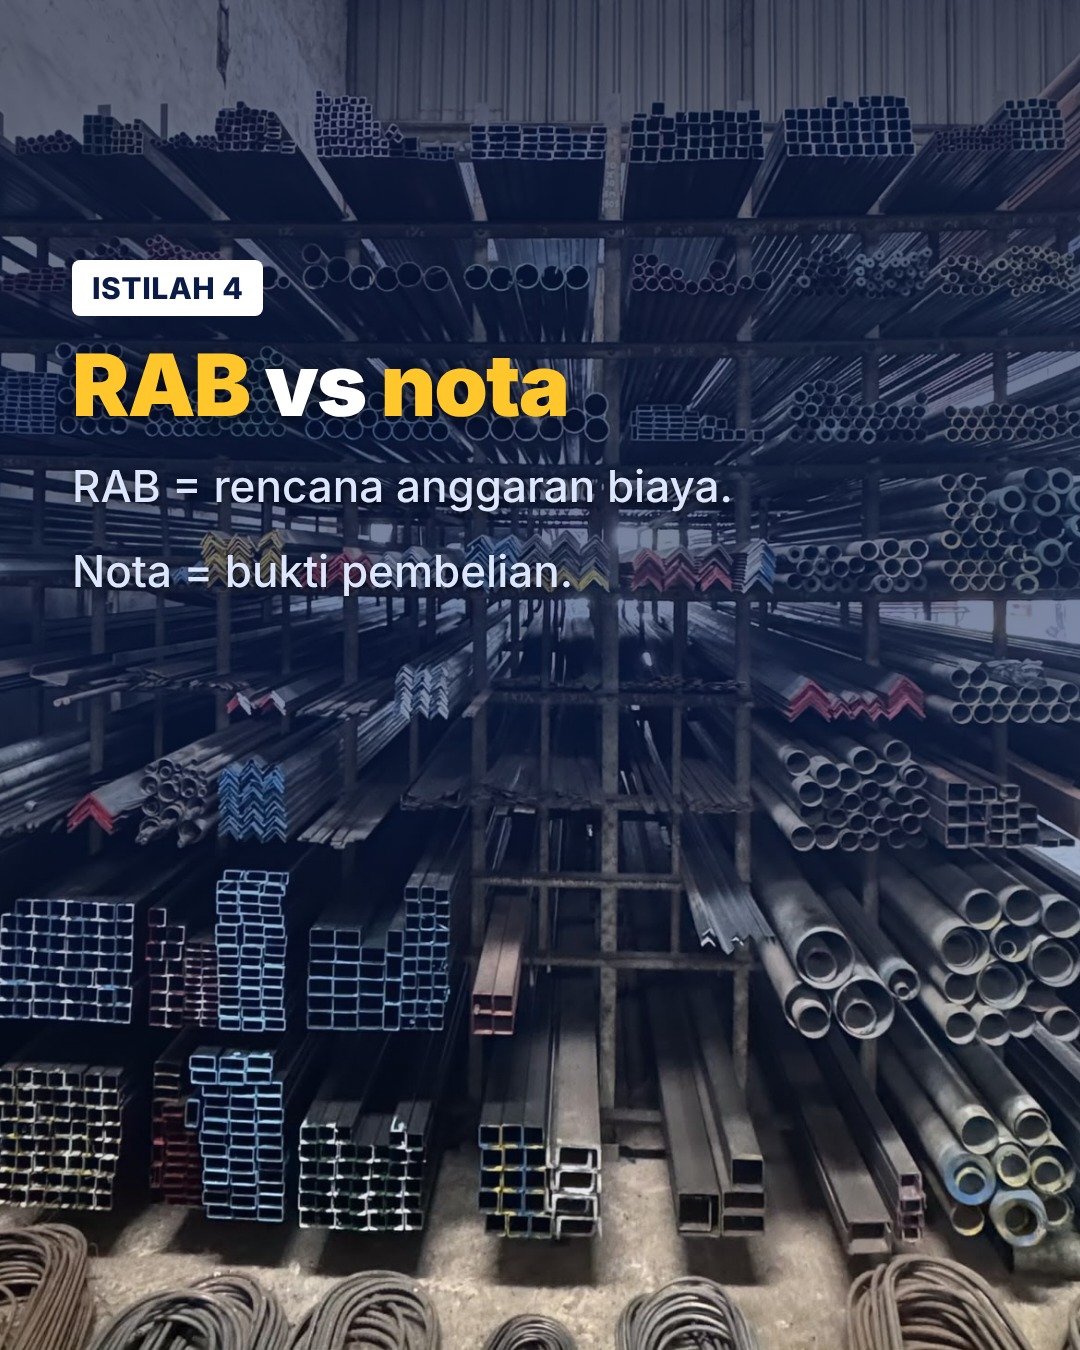 ISTILAH 4
RAB vs nota
RAB = rencana anggaran biaya.
Nota = bukti pembelian.